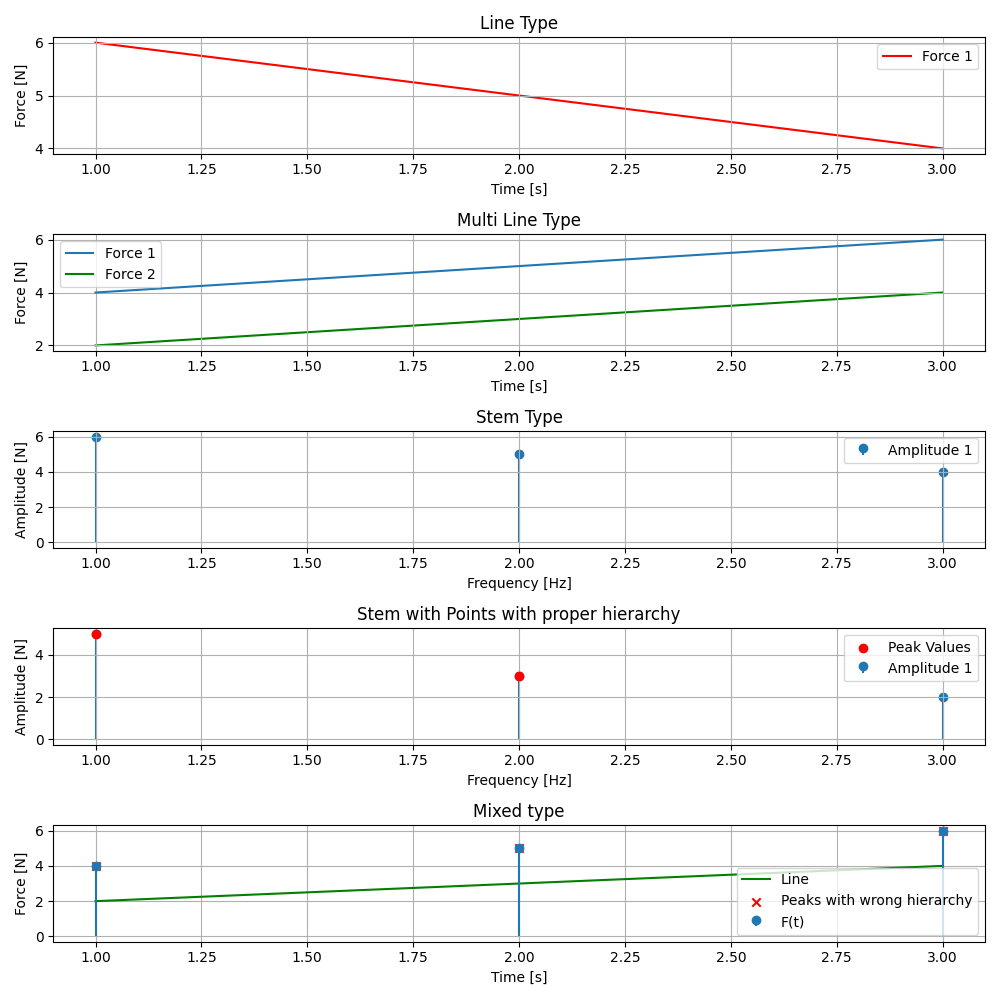 Line Type
Force [N]
6
5
4
Force 1
1.00 1.25 1.50 1.75 2.00 2.25 2.50 2.75 3.00
Time [s]
Multi Line Type
Force [N]
6
4
2
Force 1
Force 2
1.00 1.25 1.50 1.75 2.00 2.25 2.50 2.75 3.00
Time [s]
Stem Type
Amplitude [N]
6
4
2
0
Amplitude 1
1.00 1.25 1.50 1.75 2.00 2.25 2.50 2.75 3.00
Frequency [Hz]
Stem with Points with proper hierarchy
Amplitude [N]
4
2
0
Peak Values
Amplitude 1
1.00 1.25 1.50 1.75 2.00 2.25 2.50 2.75 3.00
Frequency [Hz]
Mixed type
Force [N]
6
4
2
0
Line
Peaks with wrong hierarchy
F(t)
1.00 1.25 1.50 1.75 2.00 2.25 2.50 2.75 3.00
Time [s]